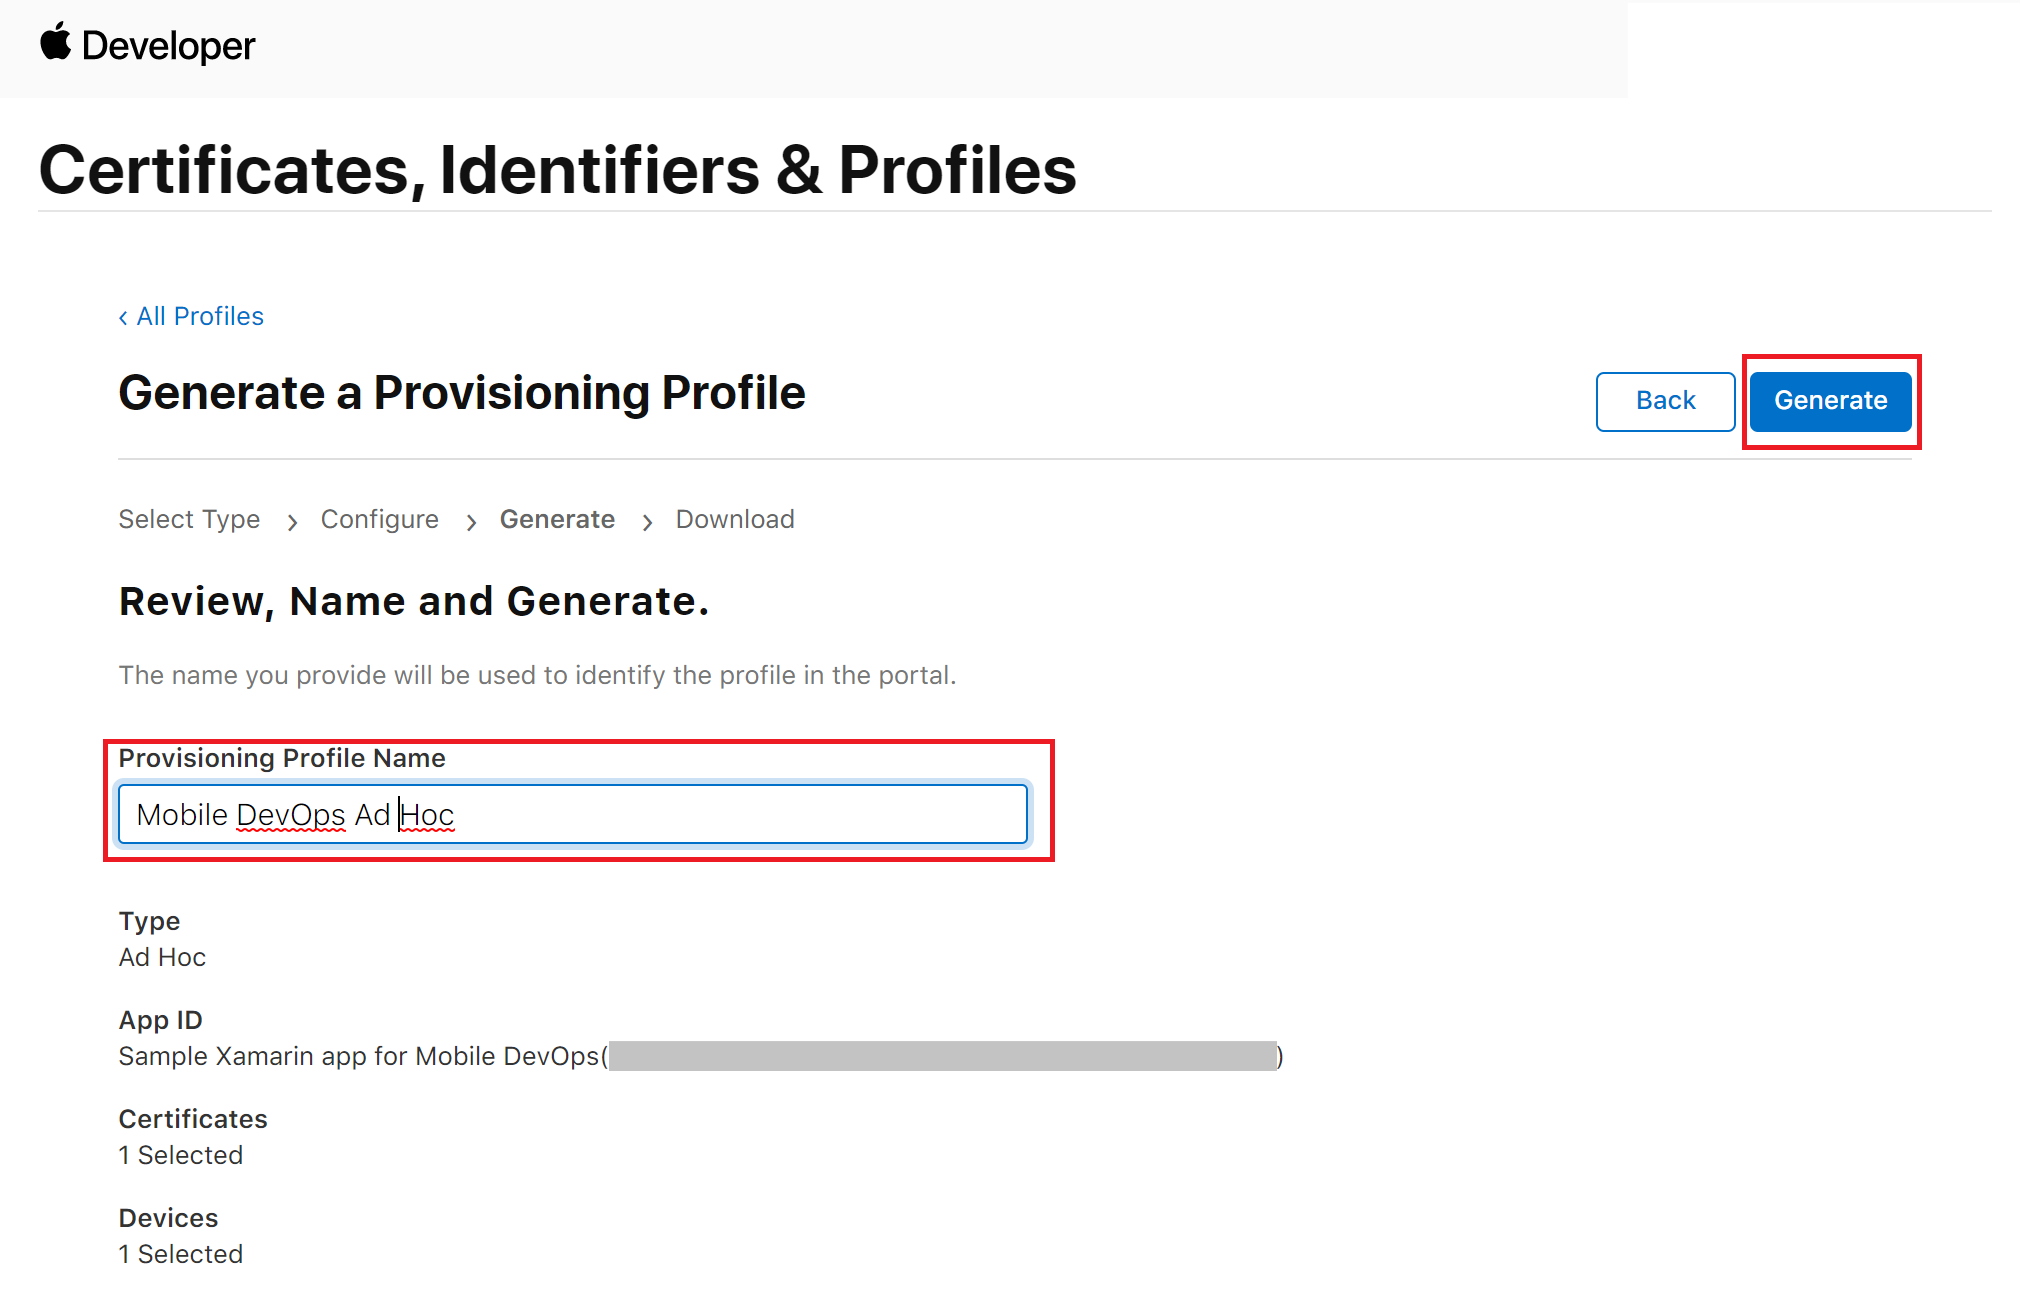 Developer
Certificates, Identifiers & Profiles
‹ All Profiles
Generate a Provisioning Profile
Back
Generate
Select Type > Configure > Generate > Download
Review, Name and Generate.
The name you provide will be used to identify the profile in the portal.
Provisioning Profile Name
Mobile DevOps Ad Hoc
Type
Ad Hoc
App ID
Sample Xamarin app for Mobile DevOps( )
Certificates
1 Selected
Devices
1 Selected